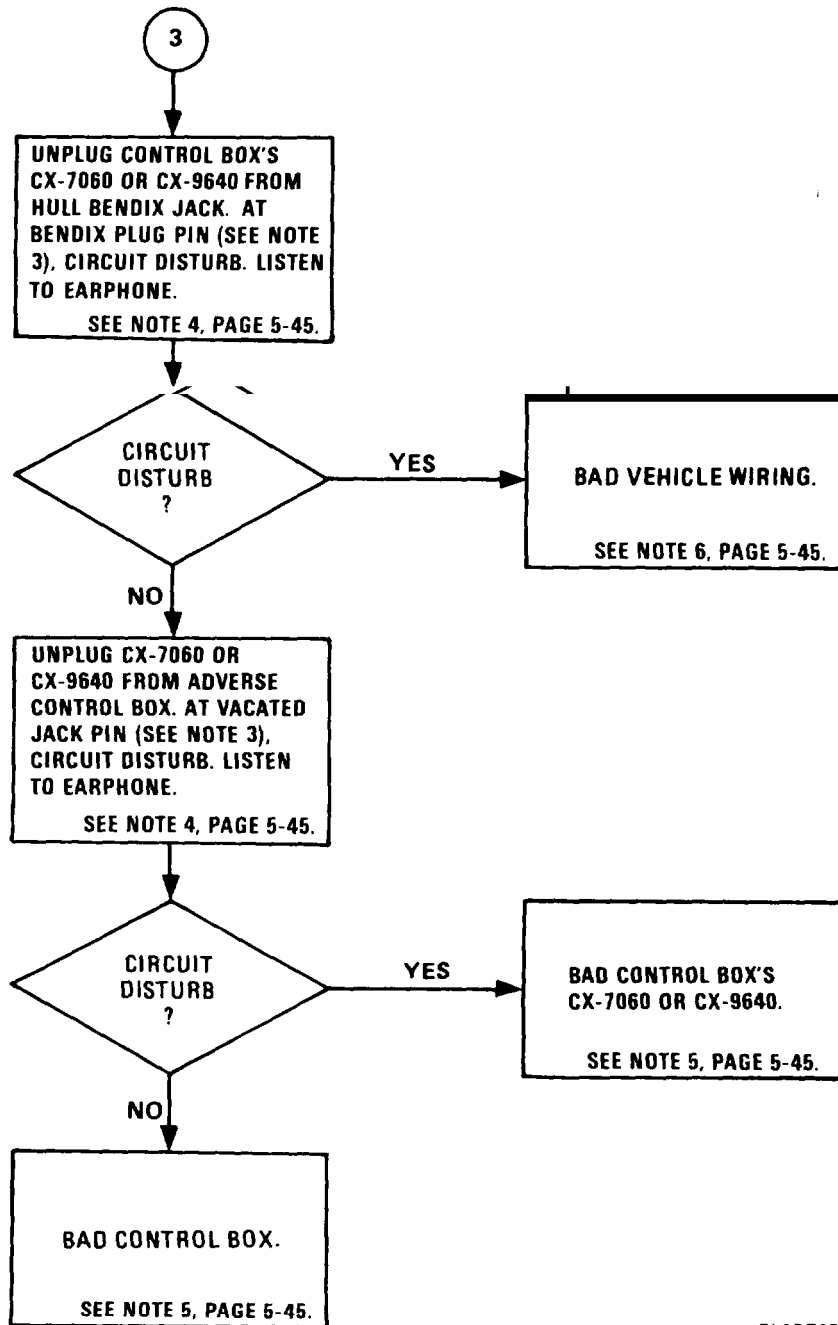 3
UNPLUG CONTROL BOX'S
CX-7060 OR CX-9640 FROM
HULL BENDIX JACK. AT
BENDIX PLUG PIN (SEE NOTE
3), CIRCUIT DISTURB. LISTEN
TO EARPHONE.
SEE NOTE 4, PAGE 5-45.
CIRCUIT
DISTURB
?
YES
BAD VEHICLE WIRING.
SEE NOTE 6, PAGE 5-45.
NO
UNPLUG CX-7060 OR
CX-9640 FROM ADVERSE
CONTROL BOX. AT VACATED
JACK PIN (SEE NOTE 3),
CIRCUIT DISTURB. LISTEN
TO EARPHONE.
SEE NOTE 4, PAGE 5-45.
CIRCUIT
DISTURB
?
YES
BAD CONTROL BOX'S
CX-7060 OR CX-9640.
SEE NOTE 5, PAGE 5-45.
NO
BAD CONTROL BOX.
SEE NOTE 5, PAGE 5-45.